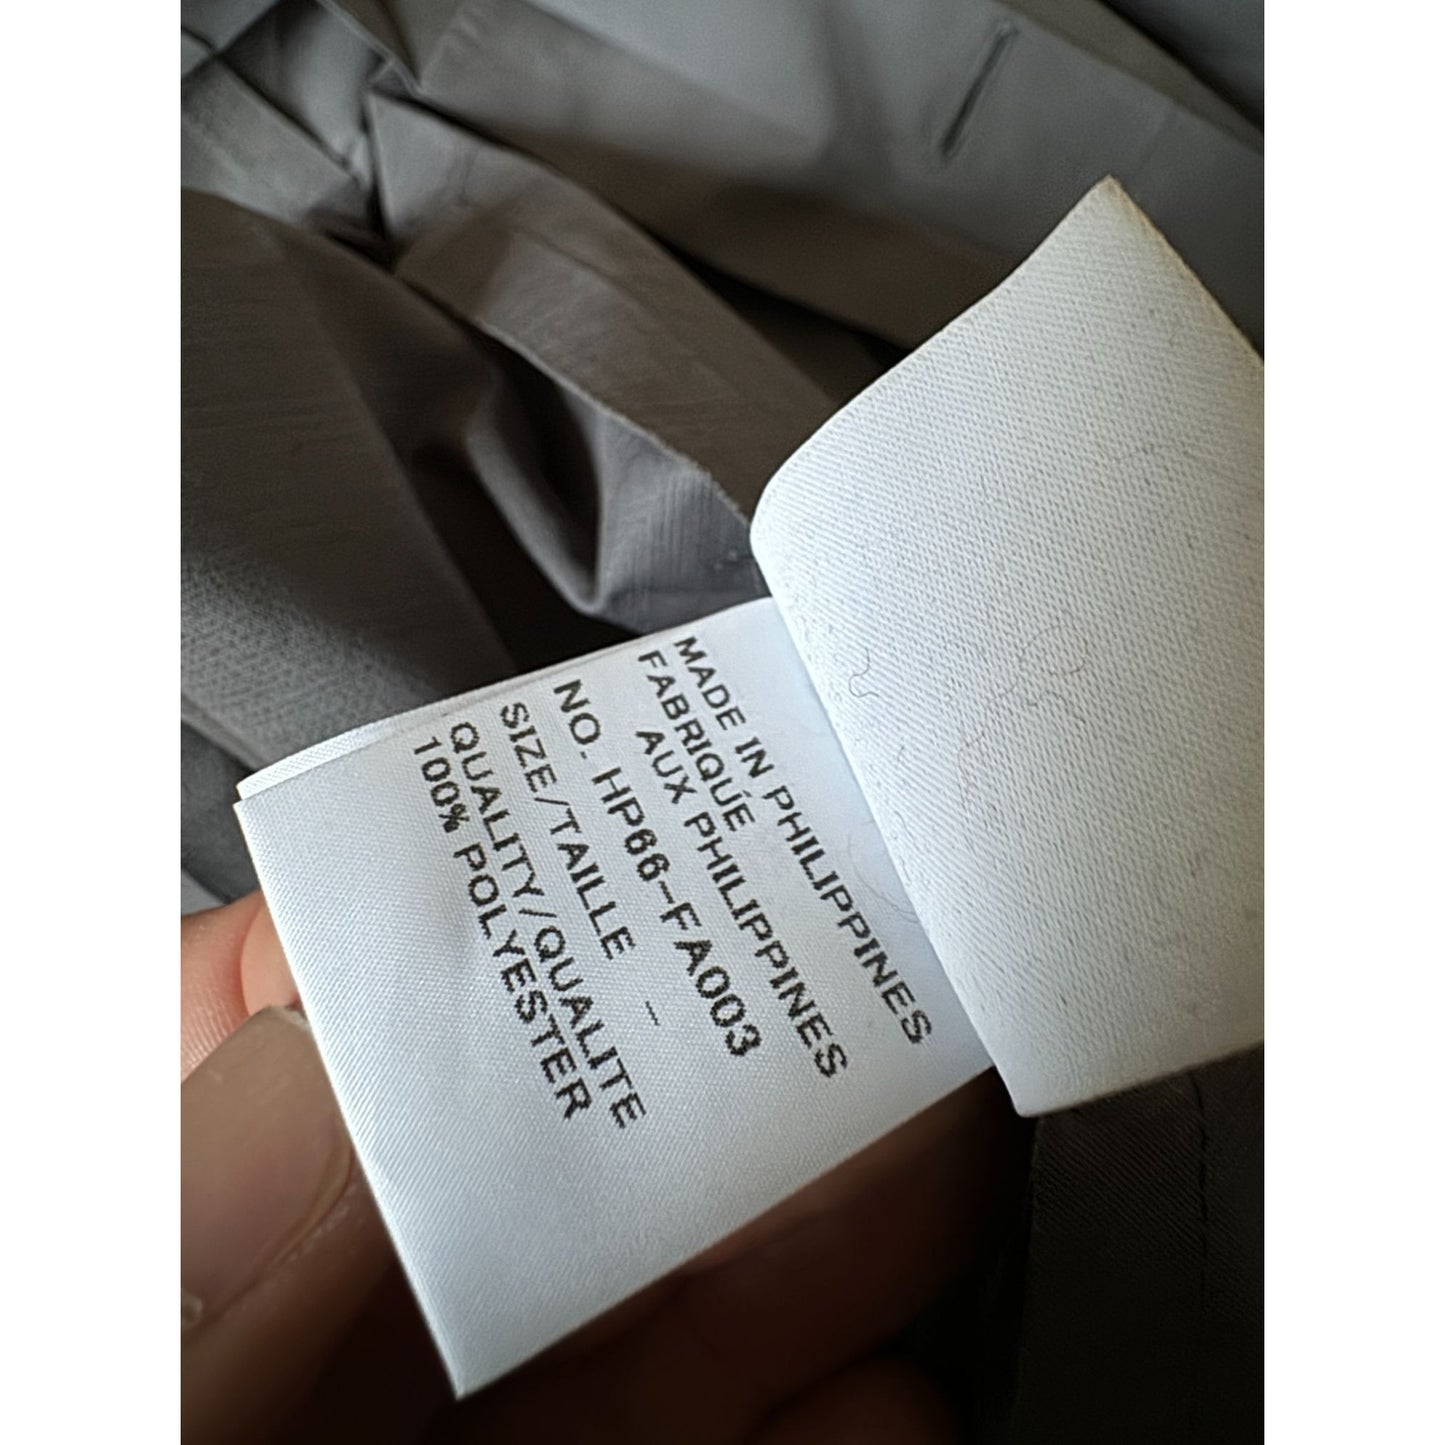 MADE IN PHILIPPINES
FABRIQUÉ
AUX PHILIPPINES
NO. HP66-FA003
SIZE/TAILLE -
QUALITY/QUALITE
100% POLYESTER